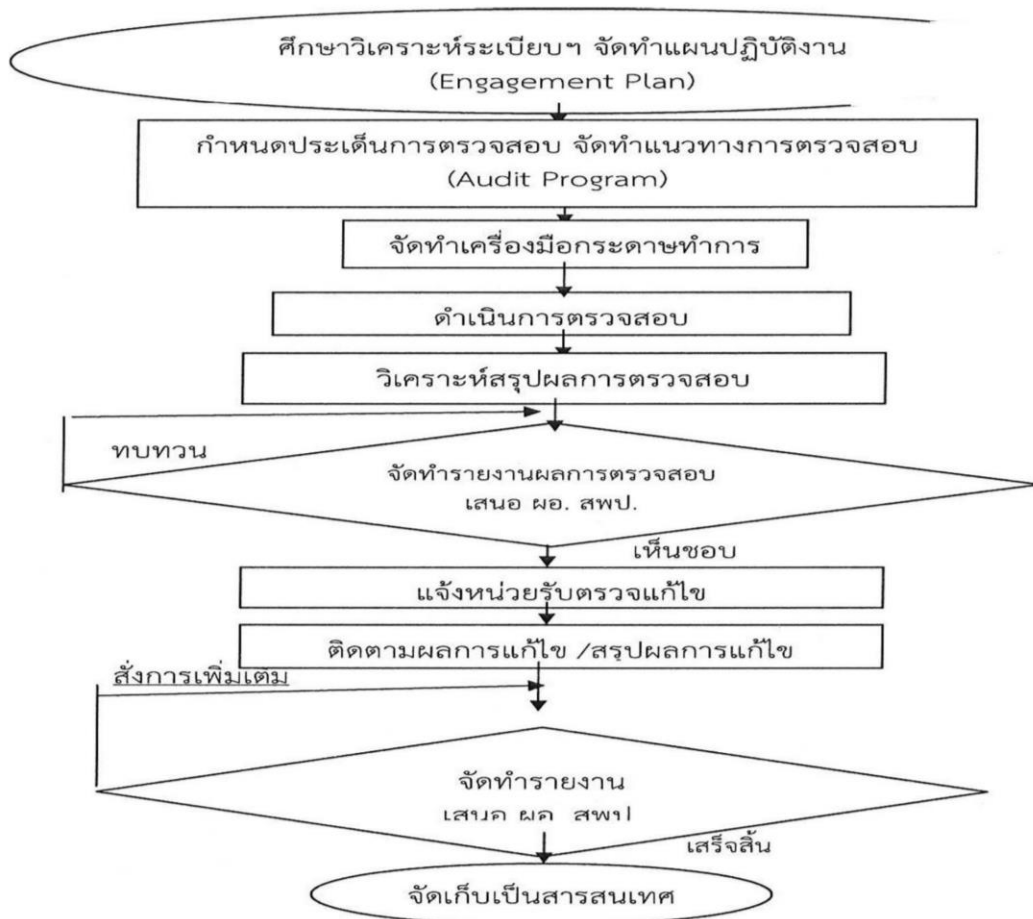 ศึกษาวิเคราะห์ระเบียบฯ จัดทำแผนปฏิบัติงาน
(Engagement Plan)
กำหนดประเด็นการตรวจสอบ จัดทำแนวทางการตรวจสอบ
(Audit Program)
จัดทำเครื่องมือกระดาษทำการ
ดำเนินการตรวจสอบ
วิเคราะห์สรุปผลการตรวจสอบ
ทบทวน
จัดทำรายงานผลการตรวจสอบ
เสนอ ผอ. สพป.
เห็นชอบ
แจ้งหน่วยรับตรวจแก้ไข
ติดตามผลการแก้ไข /สรุปผลการแก้ไข
สั่งการเพิ่มเติม
จัดทำรายงาน
เสนอ ผอ. สพป
เสร็จสิ้น
จัดเก็บเป็นสารสนเทศ